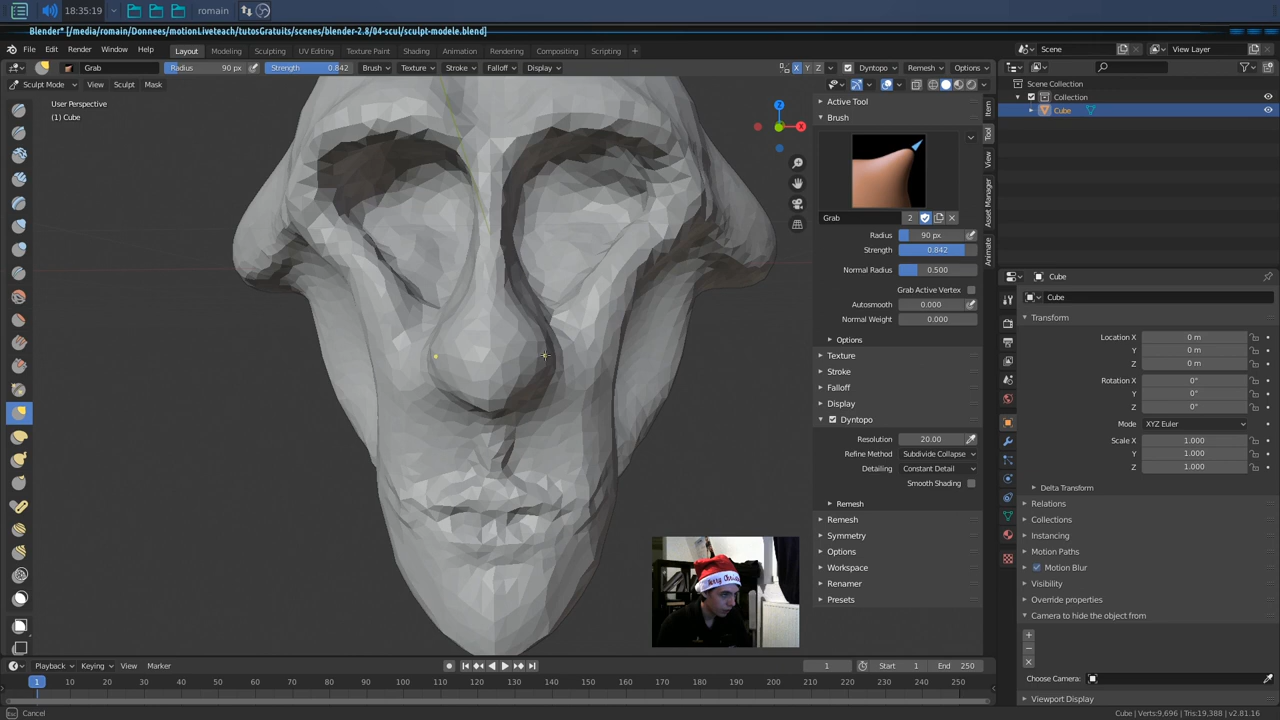 18:35:19
romain
Blender* [/media/romain/Donnees/motionLiveteach/tutosGratuits/scenes/blender-2.8/04-scul/sculpt-modele.blend]
File Edit Render Window Help Layout Modeling Sculpting UV Editing Texture Paint Shading Animation Rendering Compositing Scripting + Scene View Layer
Grab Radius 90 px Strength 0.842 Brush Texture Stroke Falloff Display X Y Z Dyntopo Remesh Options
Sculpt Mode View Sculpt Mask
User Perspective
(1) Cube
Z
X
Active Tool
Brush
Grab 2
Radius 90 px
Strength 0.842
Normal Radius 0.500
Grab Active Vertex
Autosmooth 0.000
Normal Weight 0.000
Options
Texture
Stroke
Falloff
Display
Dyntopo
Resolution 20.00
Refine Method Subdivide Collapse
Detailing Constant Detail
Smooth Shading
Remesh
Remesh
Symmetry
Options
Workspace
Renamer
Presets
Item
Tool
View
Asset Manager
Animate
Scene Collection
Collection
Cube
Cube
Cube
Transform
Location X 0 m
Y 0 m
Z 0 m
Rotation X 0°
Y 0°
Z 0°
Mode XYZ Euler
Scale X 1.000
Y 1.000
Z 1.000
Delta Transform
Relations
Collections
Instancing
Motion Paths
Motion Blur
Visibility
Override properties
Camera to hide the object from
Choose Camera:
Viewport Display
Merry Christmas
Playback Keying View Marker 1 Start 1 End 250
1 10 20 30 40 50 60 70 80 90 100 110 120 130 140 150 160 170 180 190 200 210 220 230 240 250
Cancel
Cube | Verts:9,696 | Tris:19,388 | v2.81.16